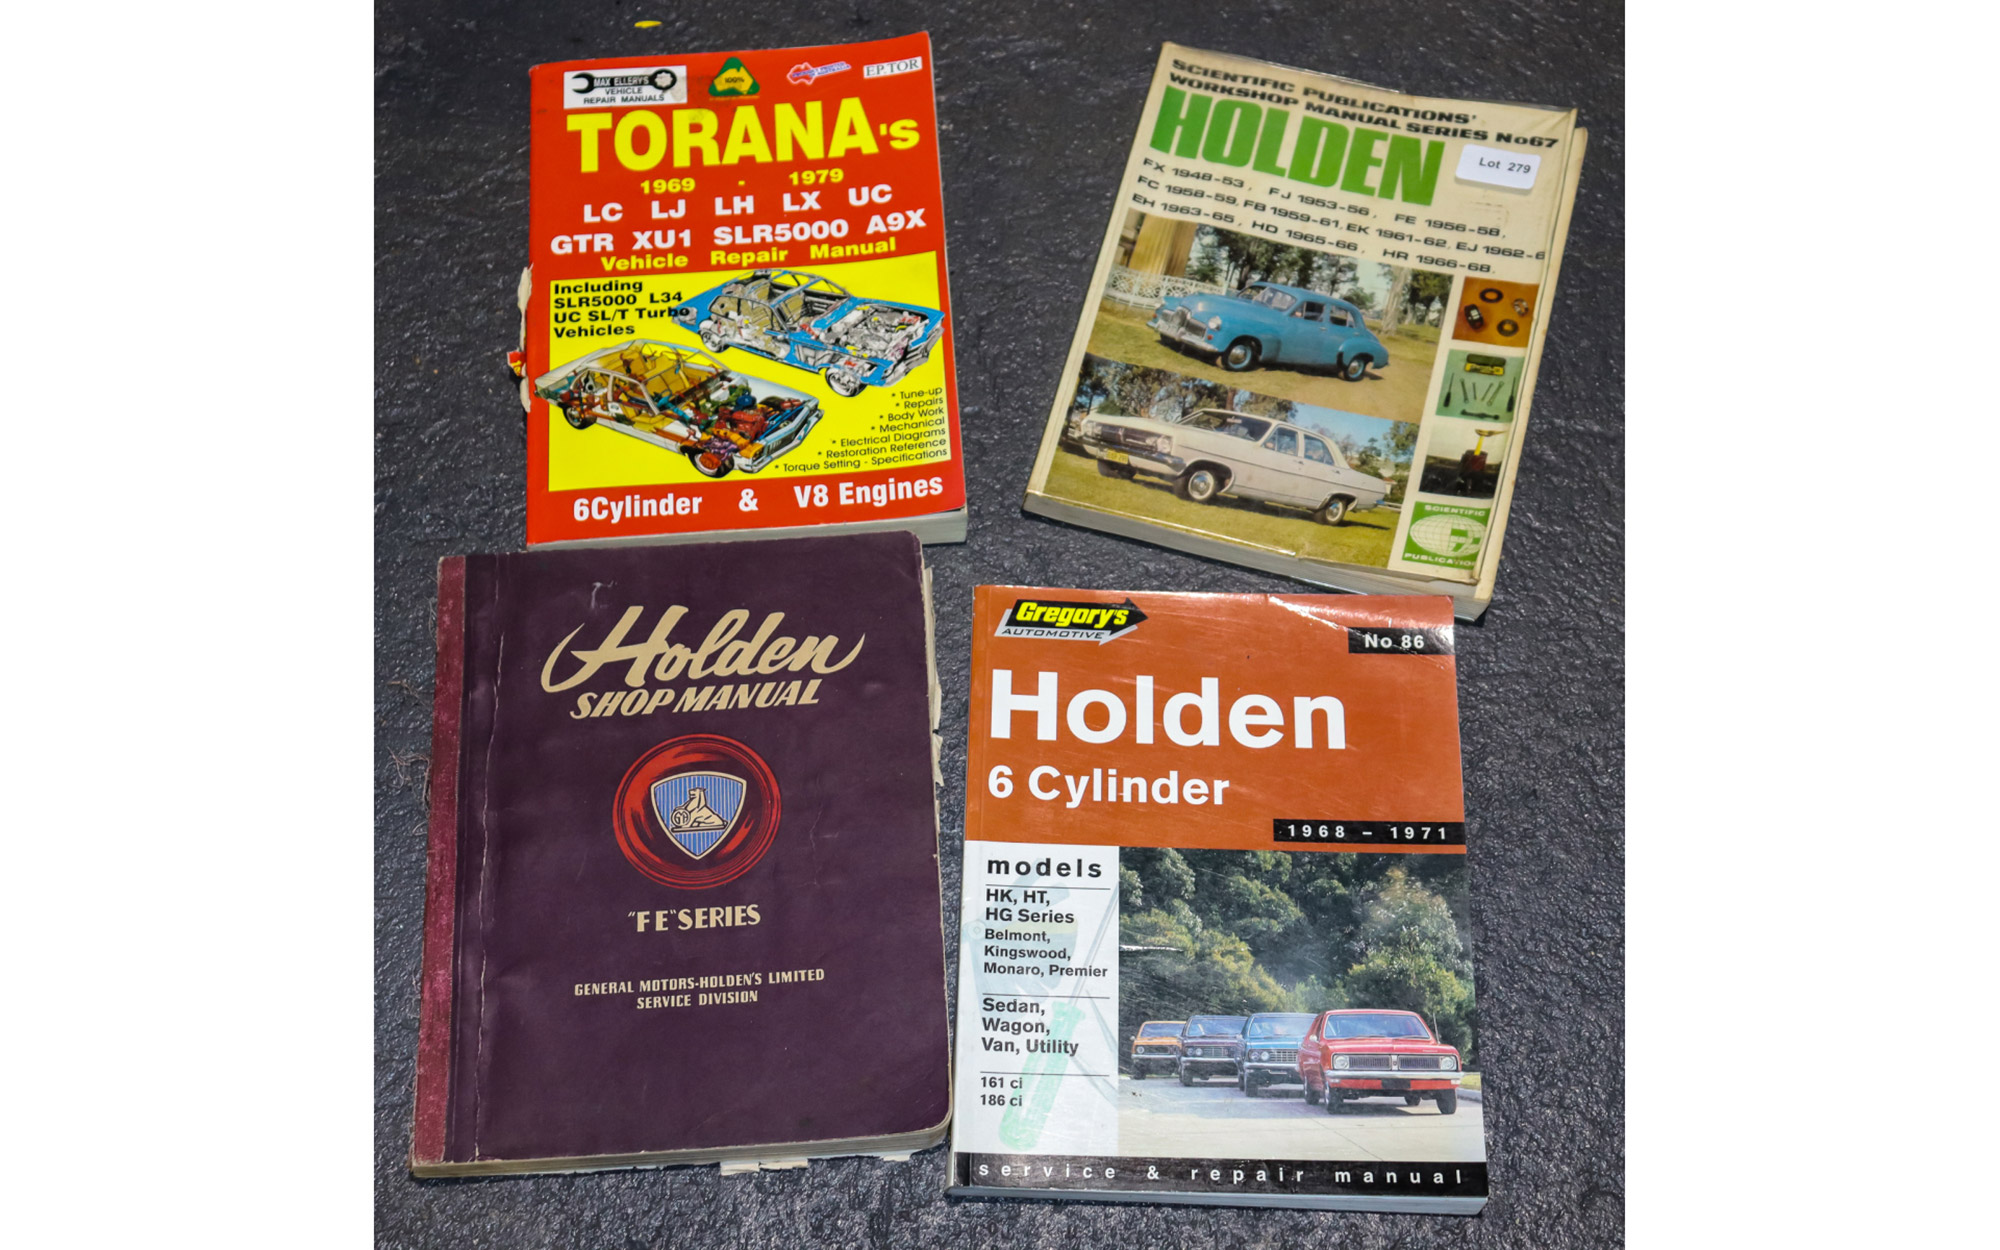 MAX ELLERY'S
VEHICLE
REPAIR MANUALS
100%
EP.TOR
TORANA's
1969 - 1979
LC LJ LH LX UC
GTR XU1 SLR5000 A9X
Vehicle Repair Manual
Including
SLR5000 L34
UC SL/T Turbo
Vehicles
* Tune-up
* Repairs
* Body Work
* Mechanical
* Electrical Diagrams
* Restoration Reference
* Torque Setting - Specifications
6Cylinder & V8 Engines
SCIENTIFIC PUBLICATIONS'
WORKSHOP MANUAL SERIES No67
HOLDEN
Lot 279
FX 1948-53, FJ 1953-56, FE 1956-58,
FC 1958-59, FB 1959-61, EK 1961-62, EJ 1962-6
EH 1963-65, HD 1965-66, HR 1966-68.
SCIENTIFIC
PUBLICATION
Holden
SHOP MANUAL
"FE" SERIES
GENERAL MOTORS-HOLDEN'S LIMITED
SERVICE DIVISION
Gregory's
AUTOMOTIVE
No 86
Holden
6 Cylinder
1968 - 1971
models
HK, HT,
HG Series
Belmont,
Kingswood,
Monaro, Premier
Sedan,
Wagon,
Van, Utility
161 ci
186 ci
service & repair manual